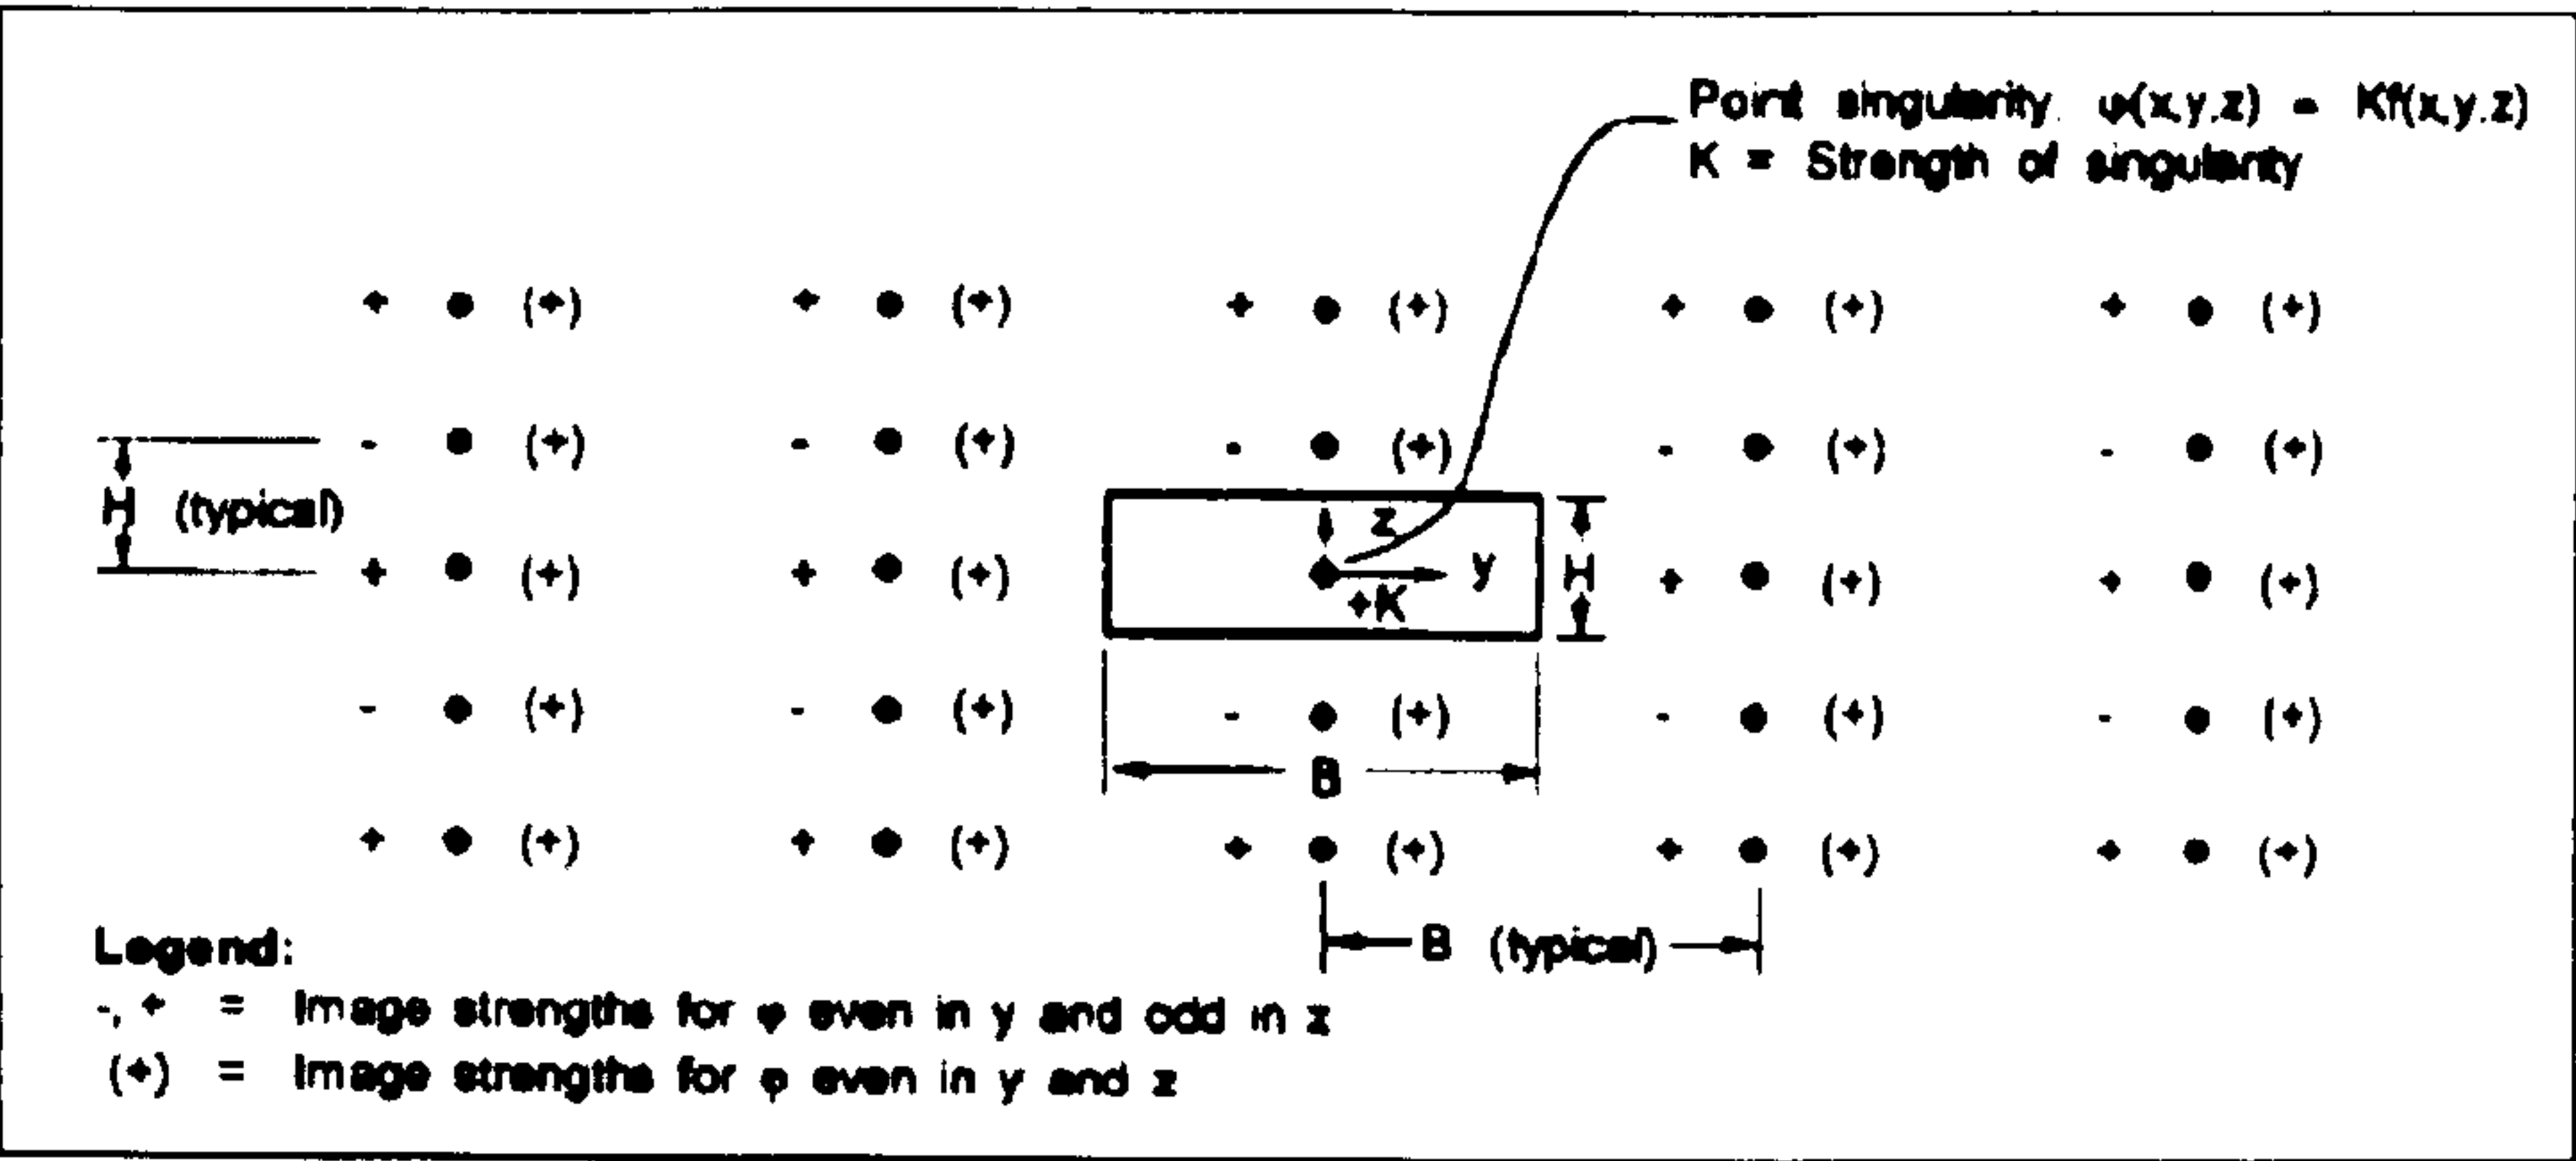 Point singularity. φ(x,y,z) = Kf(x,y,z)
K = Strength of singularity
+ (+) + (+) + (+) + (+) + (+)
- (+) - (+) - (+) - (+) - (+)
H (typical)
z
+ (+) + (+) y H + (+) + (+)
+K
- (+) - (+) - (+) - (+) - (+)
B
+ (+) + (+) + (+) + (+) + (+)
B (typical)
Legend:
-, + = Image strengths for φ even in y and odd in z
(+) = Image strengths for φ even in y and z